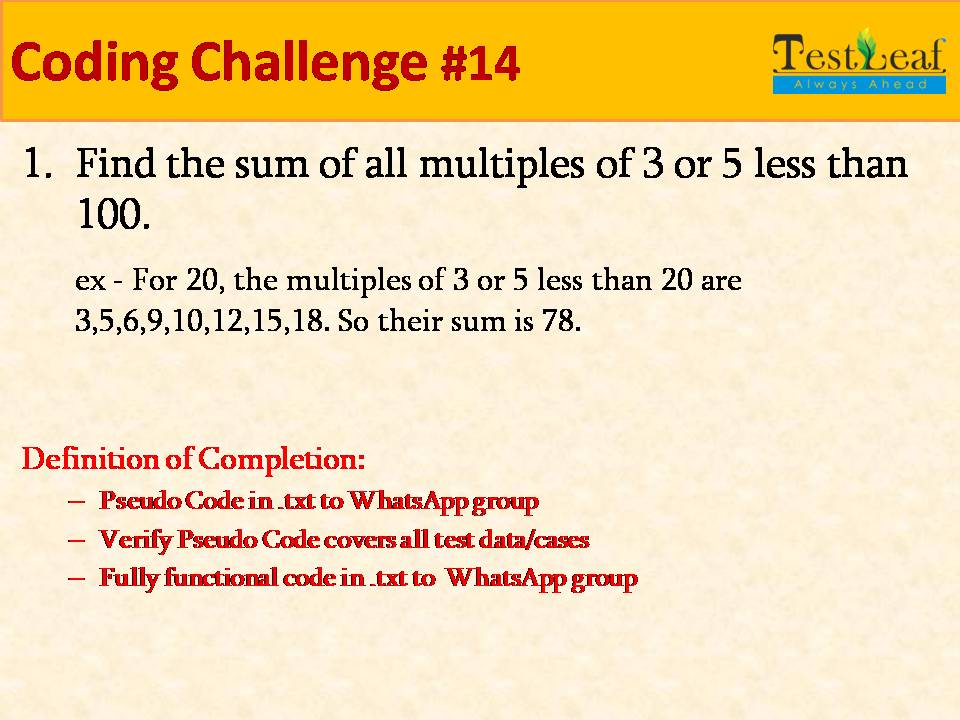 Coding Challenge #14
TestLeaf
Always Ahead
1. Find the sum of all multiples of 3 or 5 less than
100.
ex - For 20, the multiples of 3 or 5 less than 20 are
3,5,6,9,10,12,15,18. So their sum is 78.
Definition of Completion:
– Pseudo Code in .txt to WhatsApp group
– Verify Pseudo Code covers all test data/cases
– Fully functional code in .txt to WhatsApp group